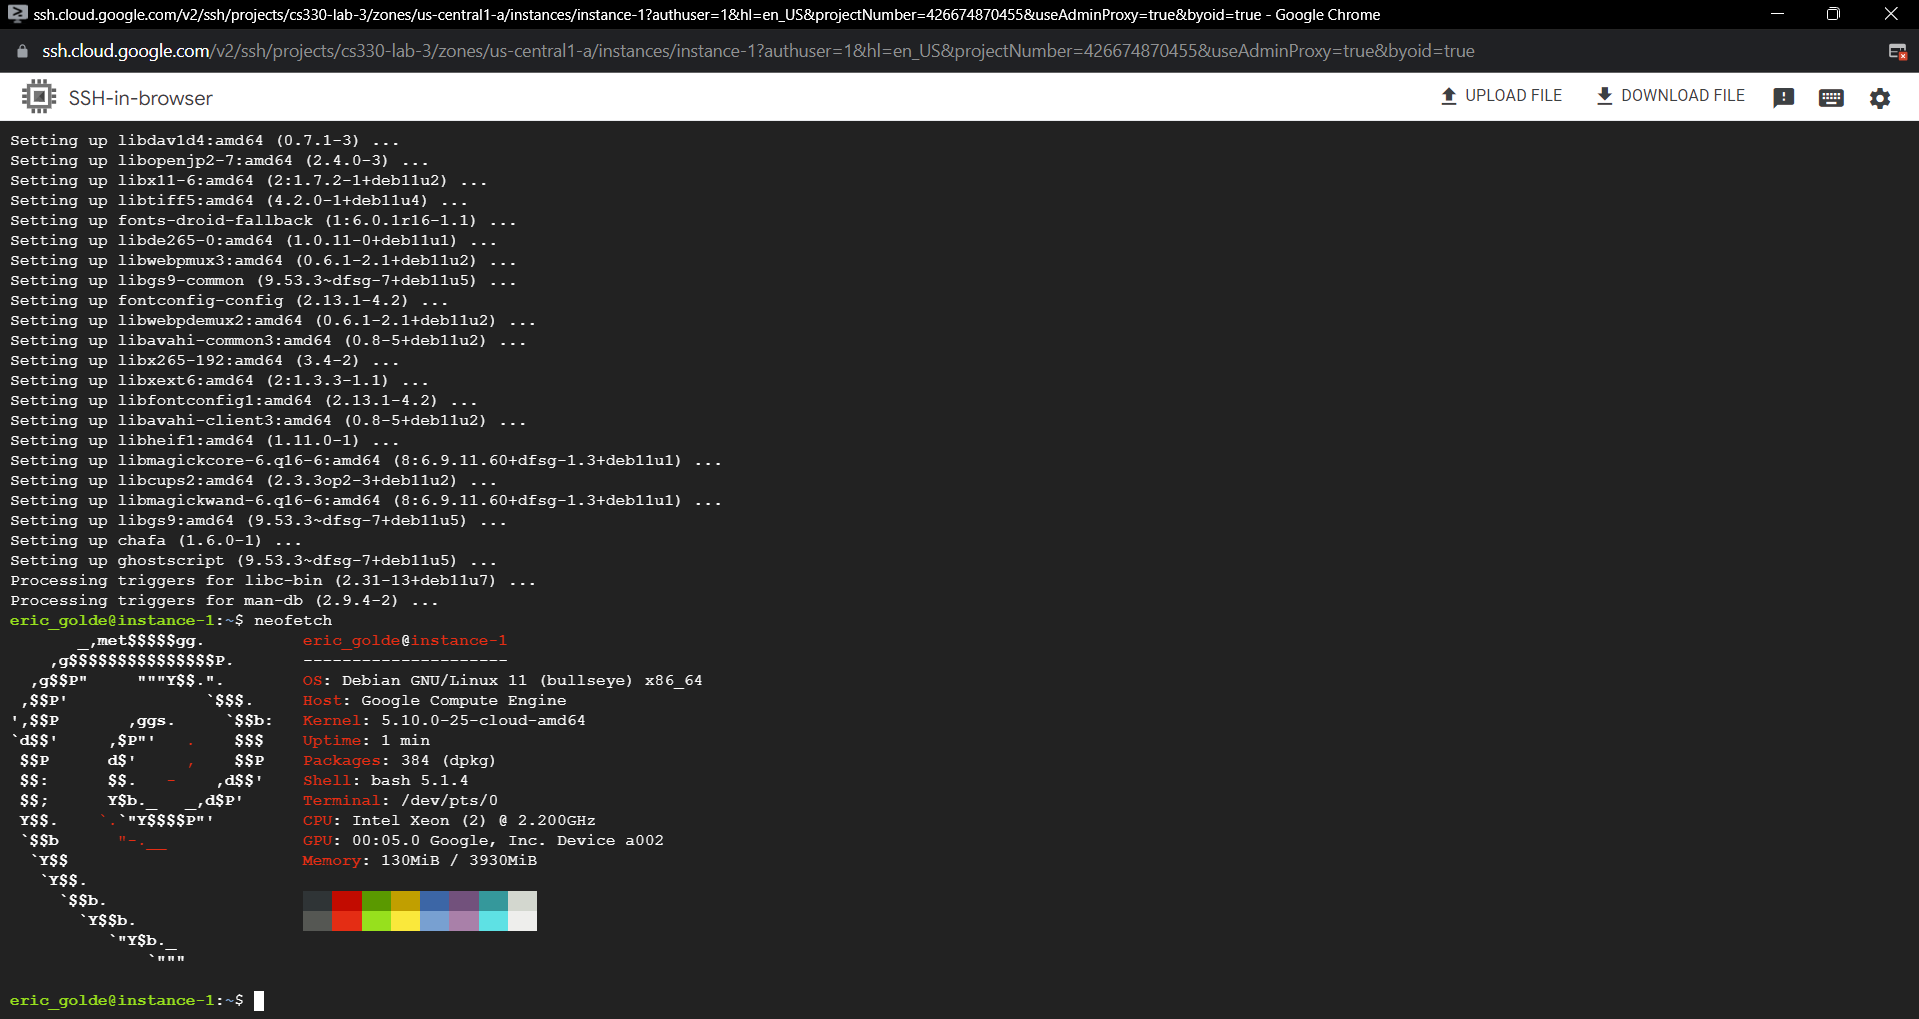 ssh.cloud.google.com/v2/ssh/projects/cs330-lab-3/zones/us-central1-a/instances/instance-1?authuser=1&hl=en_US&projectNumber=426674870455&useAdminProxy=true&byoid=true - Google Chrome
ssh.cloud.google.com/v2/ssh/projects/cs330-lab-3/zones/us-central1-a/instances/instance-1?authuser=1&hl=en_US&projectNumber=426674870455&useAdminProxy=true&byoid=true
SSH-in-browser UPLOAD FILE DOWNLOAD FILE
Setting up libdav1d4:amd64 (0.7.1-3) ...
Setting up libopenjp2-7:amd64 (2.4.0-3) ...
Setting up libx11-6:amd64 (2:1.7.2-1+deb11u2) ...
Setting up libtiff5:amd64 (4.2.0-1+deb11u4) ...
Setting up fonts-droid-fallback (1:6.0.1r16-1.1) ...
Setting up libde265-0:amd64 (1.0.11-0+deb11u1) ...
Setting up libwebpmux3:amd64 (0.6.1-2.1+deb11u2) ...
Setting up libgs9-common (9.53.3~dfsg-7+deb11u5) ...
Setting up fontconfig-config (2.13.1-4.2) ...
Setting up libwebpdemux2:amd64 (0.6.1-2.1+deb11u2) ...
Setting up libavahi-common3:amd64 (0.8-5+deb11u2) ...
Setting up libx265-192:amd64 (3.4-2) ...
Setting up libxext6:amd64 (2:1.3.3-1.1) ...
Setting up libfontconfig1:amd64 (2.13.1-4.2) ...
Setting up libavahi-client3:amd64 (0.8-5+deb11u2) ...
Setting up libheif1:amd64 (1.11.0-1) ...
Setting up libmagickcore-6.q16-6:amd64 (8:6.9.11.60+dfsg-1.3+deb11u1) ...
Setting up libcups2:amd64 (2.3.3op2-3+deb11u2) ...
Setting up libmagickwand-6.q16-6:amd64 (8:6.9.11.60+dfsg-1.3+deb11u1) ...
Setting up libgs9:amd64 (9.53.3~dfsg-7+deb11u5) ...
Setting up chafa (1.6.0-1) ...
Setting up ghostscript (9.53.3~dfsg-7+deb11u5) ...
Processing triggers for libc-bin (2.31-13+deb11u7) ...
Processing triggers for man-db (2.9.4-2) ...
eric_golde@instance-1:~$ neofetch
       _,met$$$$$gg.          eric_golde@instance-1
    ,g$$$$$$$$$$$$$$$P.       ---------------------
  ,g$$P"     """Y$$.".        OS: Debian GNU/Linux 11 (bullseye) x86_64
 ,$$P'              `$$$.     Host: Google Compute Engine
',$$P       ,ggs.     `$$b:   Kernel: 5.10.0-25-cloud-amd64
`d$$'     ,$P"'   .    $$$    Uptime: 1 min
 $$P      d$'     ,    $$P    Packages: 384 (dpkg)
 $$:      $$.   -    ,d$$'    Shell: bash 5.1.4
 $$;      Y$b._   _,d$P'      Terminal: /dev/pts/0
 Y$$.    `.`"Y$$$$P"'         CPU: Intel Xeon (2) @ 2.200GHz
 `$$b      "-.__              GPU: 00:05.0 Google, Inc. Device a002
  `Y$$                        Memory: 130MiB / 3930MiB
   `Y$$.
     `$$b.
       `Y$$b.
          `"Y$b._
              `"""
eric_golde@instance-1:~$